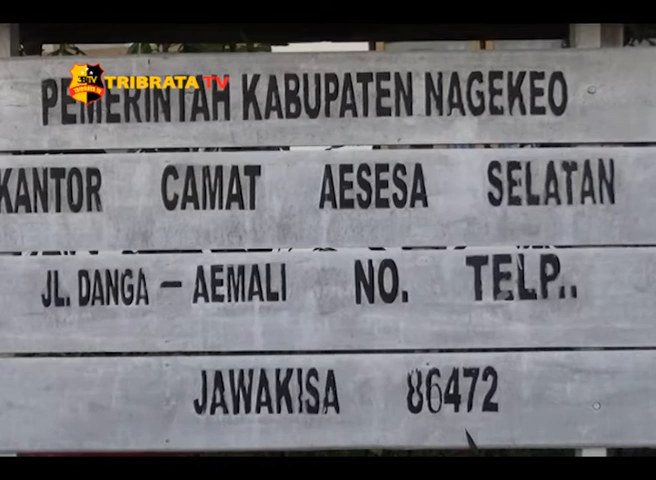 TRIBRATA TV
PEMERINTAH KABUPATEN NAGEKEO
KANTOR CAMAT AESESA SELATAN
JL. DANGA – AEMALI NO. TELP..
JAWAKISA 86472